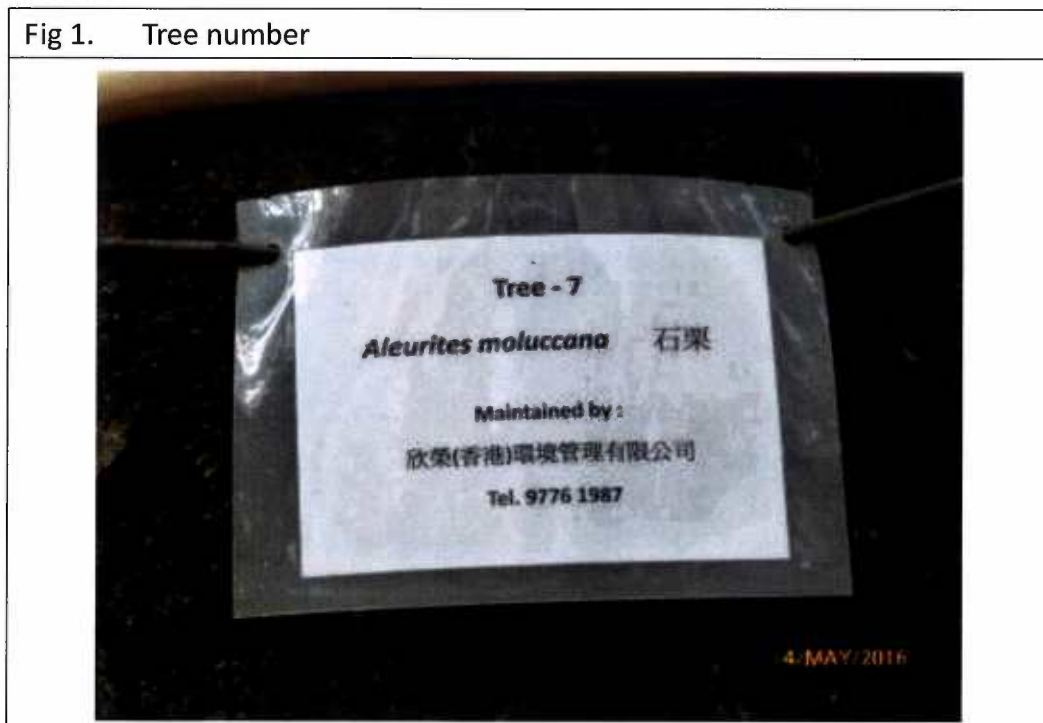 Fig 1. Tree number
Tree - 7
Aleurites moluccana 石栗
Maintained by :
欣榮(香港)環境管理有限公司
Tel. 9776 1987
4/MAY/2016